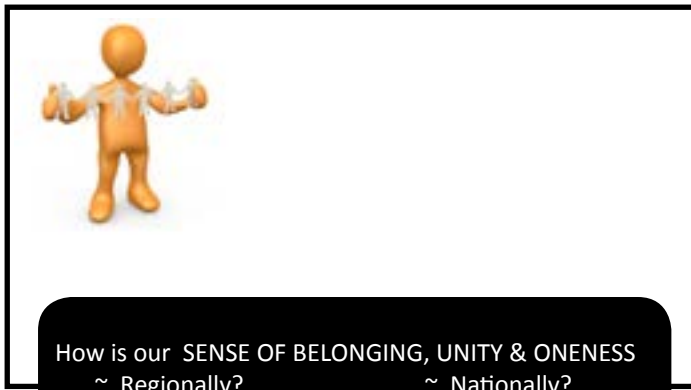 How is our SENSE OF BELONGING, UNITY & ONENESS
~ Regionally? ~ Nationally?